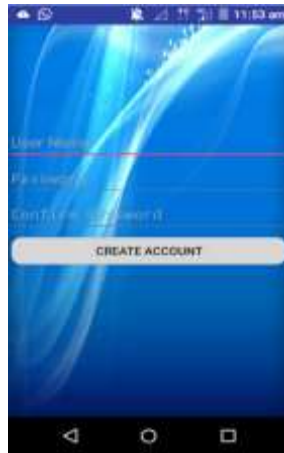 11:53 am
User Name
Password
Confirm Password
CREATE ACCOUNT